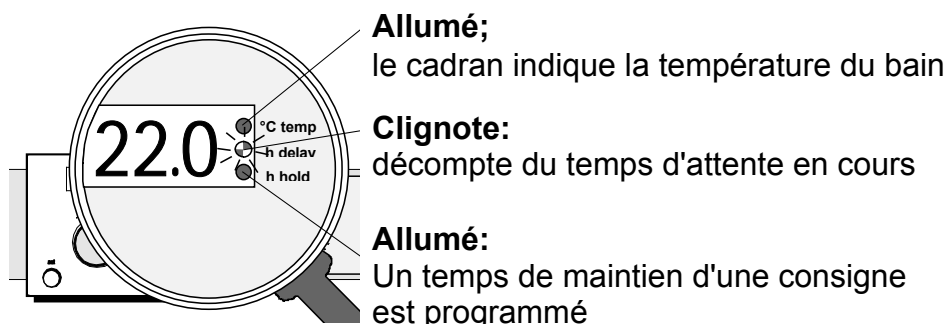 Allumé;
le cadran indique la température du bain
22.0
°C temp
h delay
h hold
Clignote:
décompte du temps d'attente en cours
Allumé:
Un temps de maintien d'une consigne
est programmé